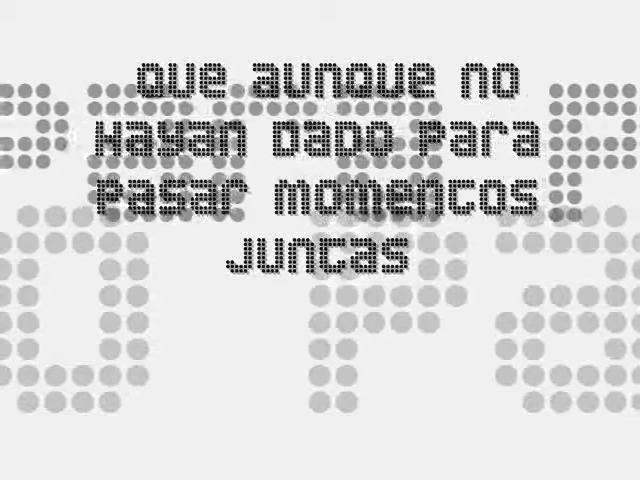 que aunque no
Hayan Dado Para
Pasar momentos
Juntas